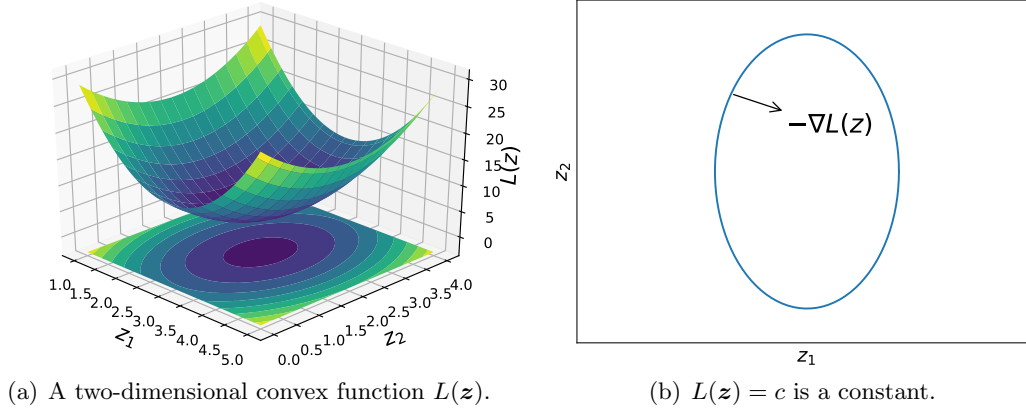 30
25
20
15
10
5
0
L(z)
1.0 1.5 2.0 2.5 3.0 3.5 4.0 4.5 5.0
z₁
0.0 0.5 1.0 1.5 2.0 2.5 3.0 3.5 4.0
z₂
(a) A two-dimensional convex function L(z).
−∇L(z)
z₂
z₁
(b) L(z) = c is a constant.